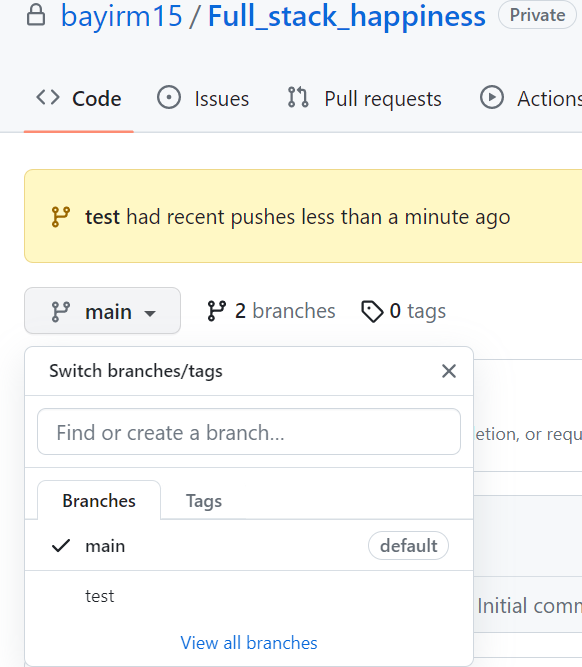 bayirm15 / Full_stack_happiness Private
Code Issues Pull requests Actions
test had recent pushes less than a minute ago
main 2 branches 0 tags
Switch branches/tags
Find or create a branch...
etion, or requ
Branches Tags
main default
test
Initial comm
View all branches